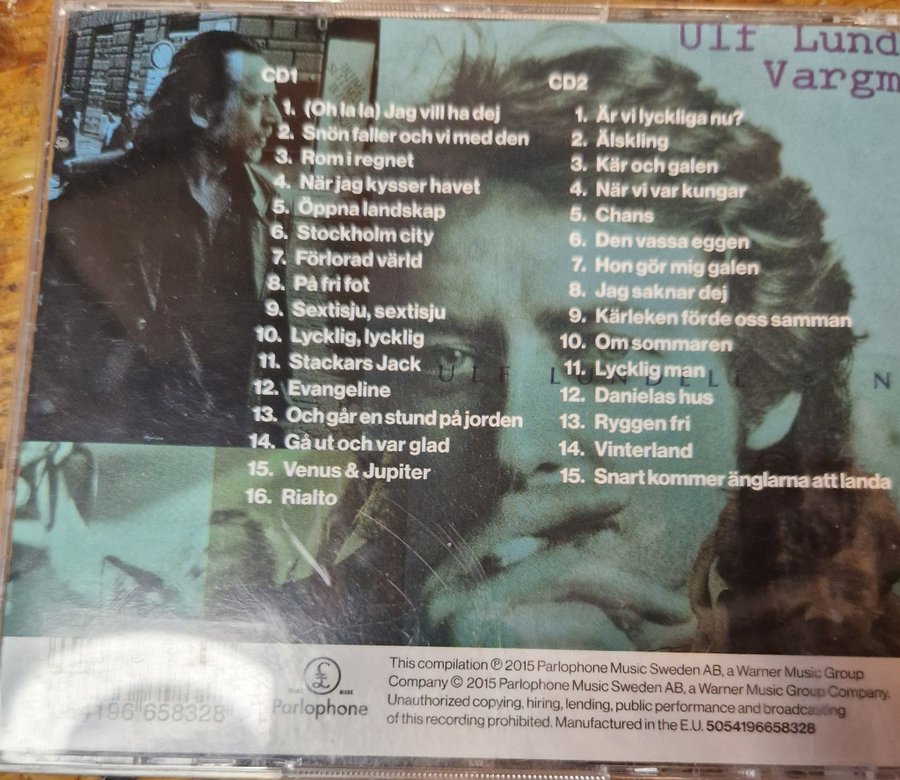 Ulf Lund
Vargm
CD1
1. (Oh la la) Jag vill ha dej
2. Snön faller och vi med den
3. Rom i regnet
4. När jag kysser havet
5. Öppna landskap
6. Stockholm city
7. Förlorad värld
8. På fri fot
9. Sextisju, sextisju
10. Lycklig, lycklig
11. Stackars Jack
12. Evangeline
13. Och går en stund på jorden
14. Gå ut och var glad
15. Venus & Jupiter
16. Rialto
CD2
1. Är vi lyckliga nu?
2. Älskling
3. Kär och galen
4. När vi var kungar
5. Chans
6. Den vassa eggen
7. Hon gör mig galen
8. Jag saknar dej
9. Kärleken förde oss samman
10. Om sommaren
11. Lycklig man
12. Danielas hus
13. Ryggen fri
14. Vinterland
15. Snart kommer änglarna att landa
ULF LUNDELL
4196 658328
£
TRADE MARK
Parlophone
This compilation ℗ 2015 Parlophone Music Sweden AB, a Warner Music Group
Company © 2015 Parlophone Music Sweden AB, a Warner Music Group Company.
Unauthorized copying, hiring, lending, public performance and broadcasting
of this recording prohibited. Manufactured in the E.U. 5054196658328